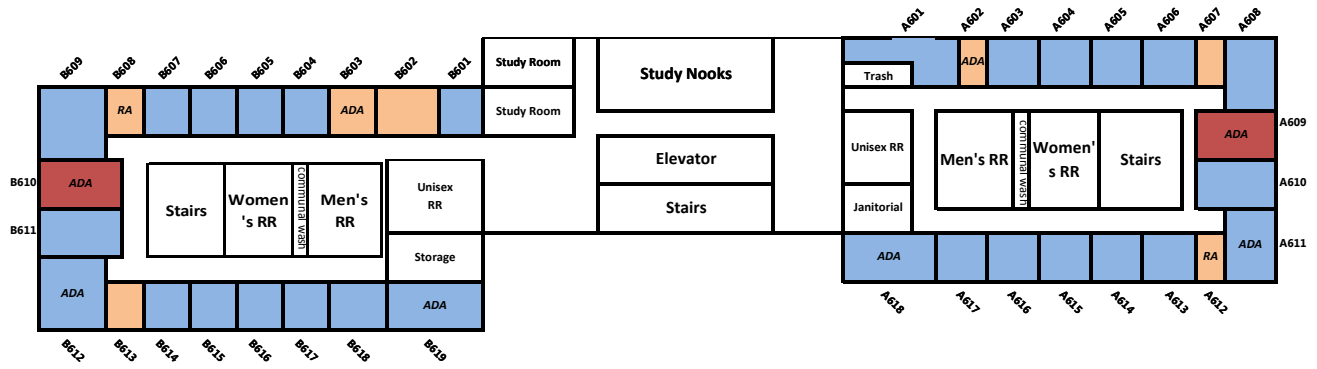 A601
A602
A603
A604
A605
A606
A607
A608
B609
B608
B607
B606
B605
B604
B603
B602
B601
Study Room
Study Nooks
Trash
ADA
RA
ADA
Study Room
Unisex RR
Men's RR
communal wash
Women'
s RR
Stairs
ADA
A609
Elevator
B610
ADA
Stairs
Women
's RR
communal wash
Men's
RR
Unisex
RR
A610
Stairs
Janitorial
B611
Storage
ADA
RA
ADA
A611
ADA
ADA
A618
A617
A616
A615
A614
A613
A612
B612
B613
B614
B615
B616
B617
B618
B619